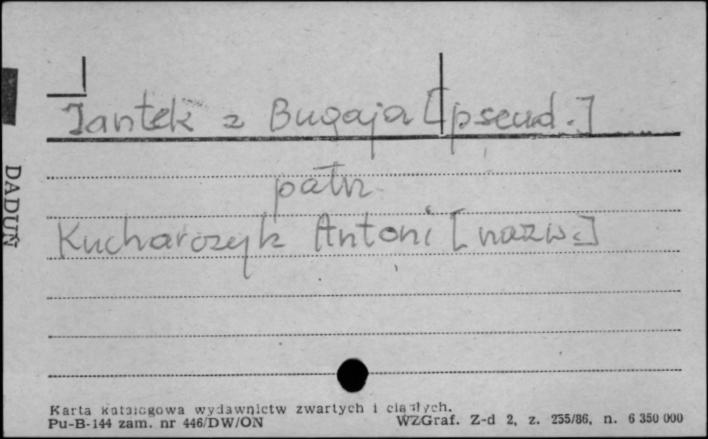 Jantek z Bugaja [pseud.]
patrz
Kucharczyk Antoni [nazw.]
DADUŃ
Karta katalogowa wydawnictw zwartych i ciągłych.
Pu-B-144 zam. nr 446/DW/ON
WZGraf. Z-d 2, z. 255/86, n. 6 350 000